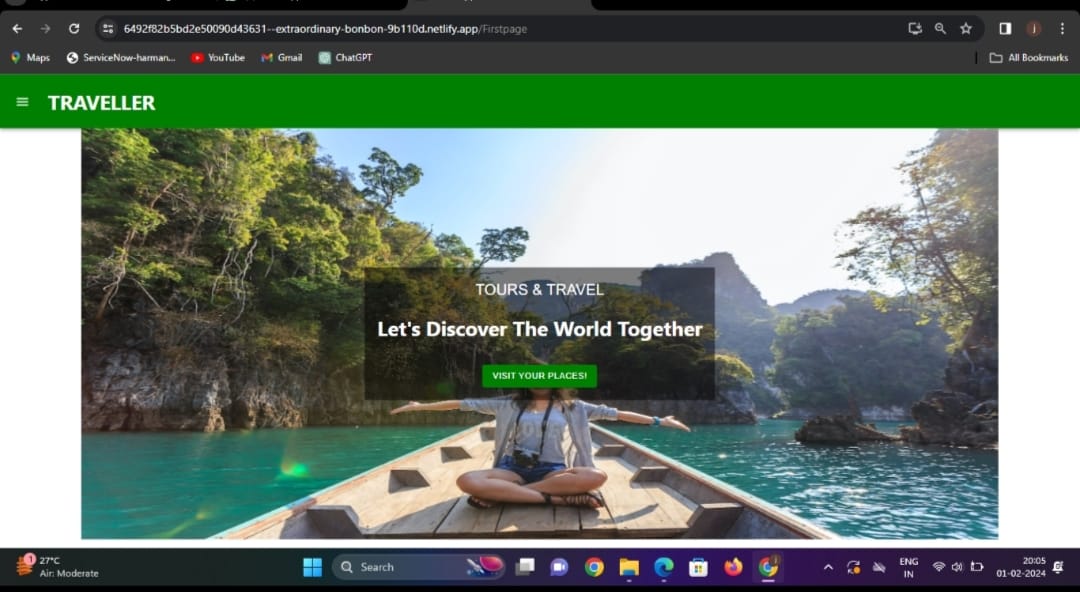 6492f82b5bd2e50090d43631--extraordinary-bonbon-9b110d.netlify.app/Firstpage
j
Maps ServiceNow-harman... YouTube Gmail ChatGPT All Bookmarks
TRAVELLER
TOURS & TRAVEL
Let's Discover The World Together
VISIT YOUR PLACES!
1
27°C
Air: Moderate
Search
ENG
IN
20:05
01-02-2024